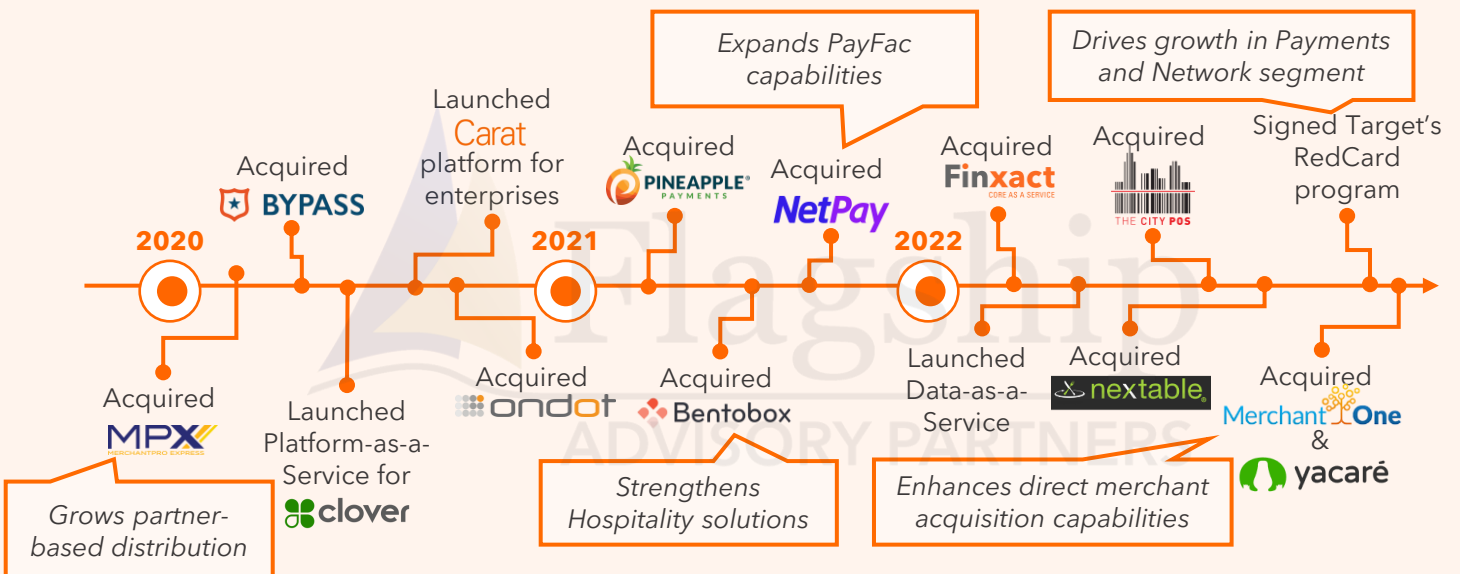 Expands PayFac
capabilities
Drives growth in Payments
and Network segment
2020
Acquired
MPX
MERCHANTPRO EXPRESS
Grows partner-
based distribution
Acquired
BYPASS
Launched
Platform-as-a-
Service for
clover
Launched
Carat
platform for
enterprises
Acquired
ondot
2021
Acquired
PINEAPPLE®
PAYMENTS
Acquired
Bentobox
Strengthens
Hospitality solutions
Acquired
NetPay
2022
Acquired
Finxact
CORE AS A SERVICE
Launched
Data-as-a-
Service
Acquired
nextable®
Acquired
THE CITY POS
Signed Target's
RedCard
program
Acquired
Merchant One
&
yacaré
Enhances direct merchant
acquisition capabilities
Flagship
ADVISORY PARTNERS